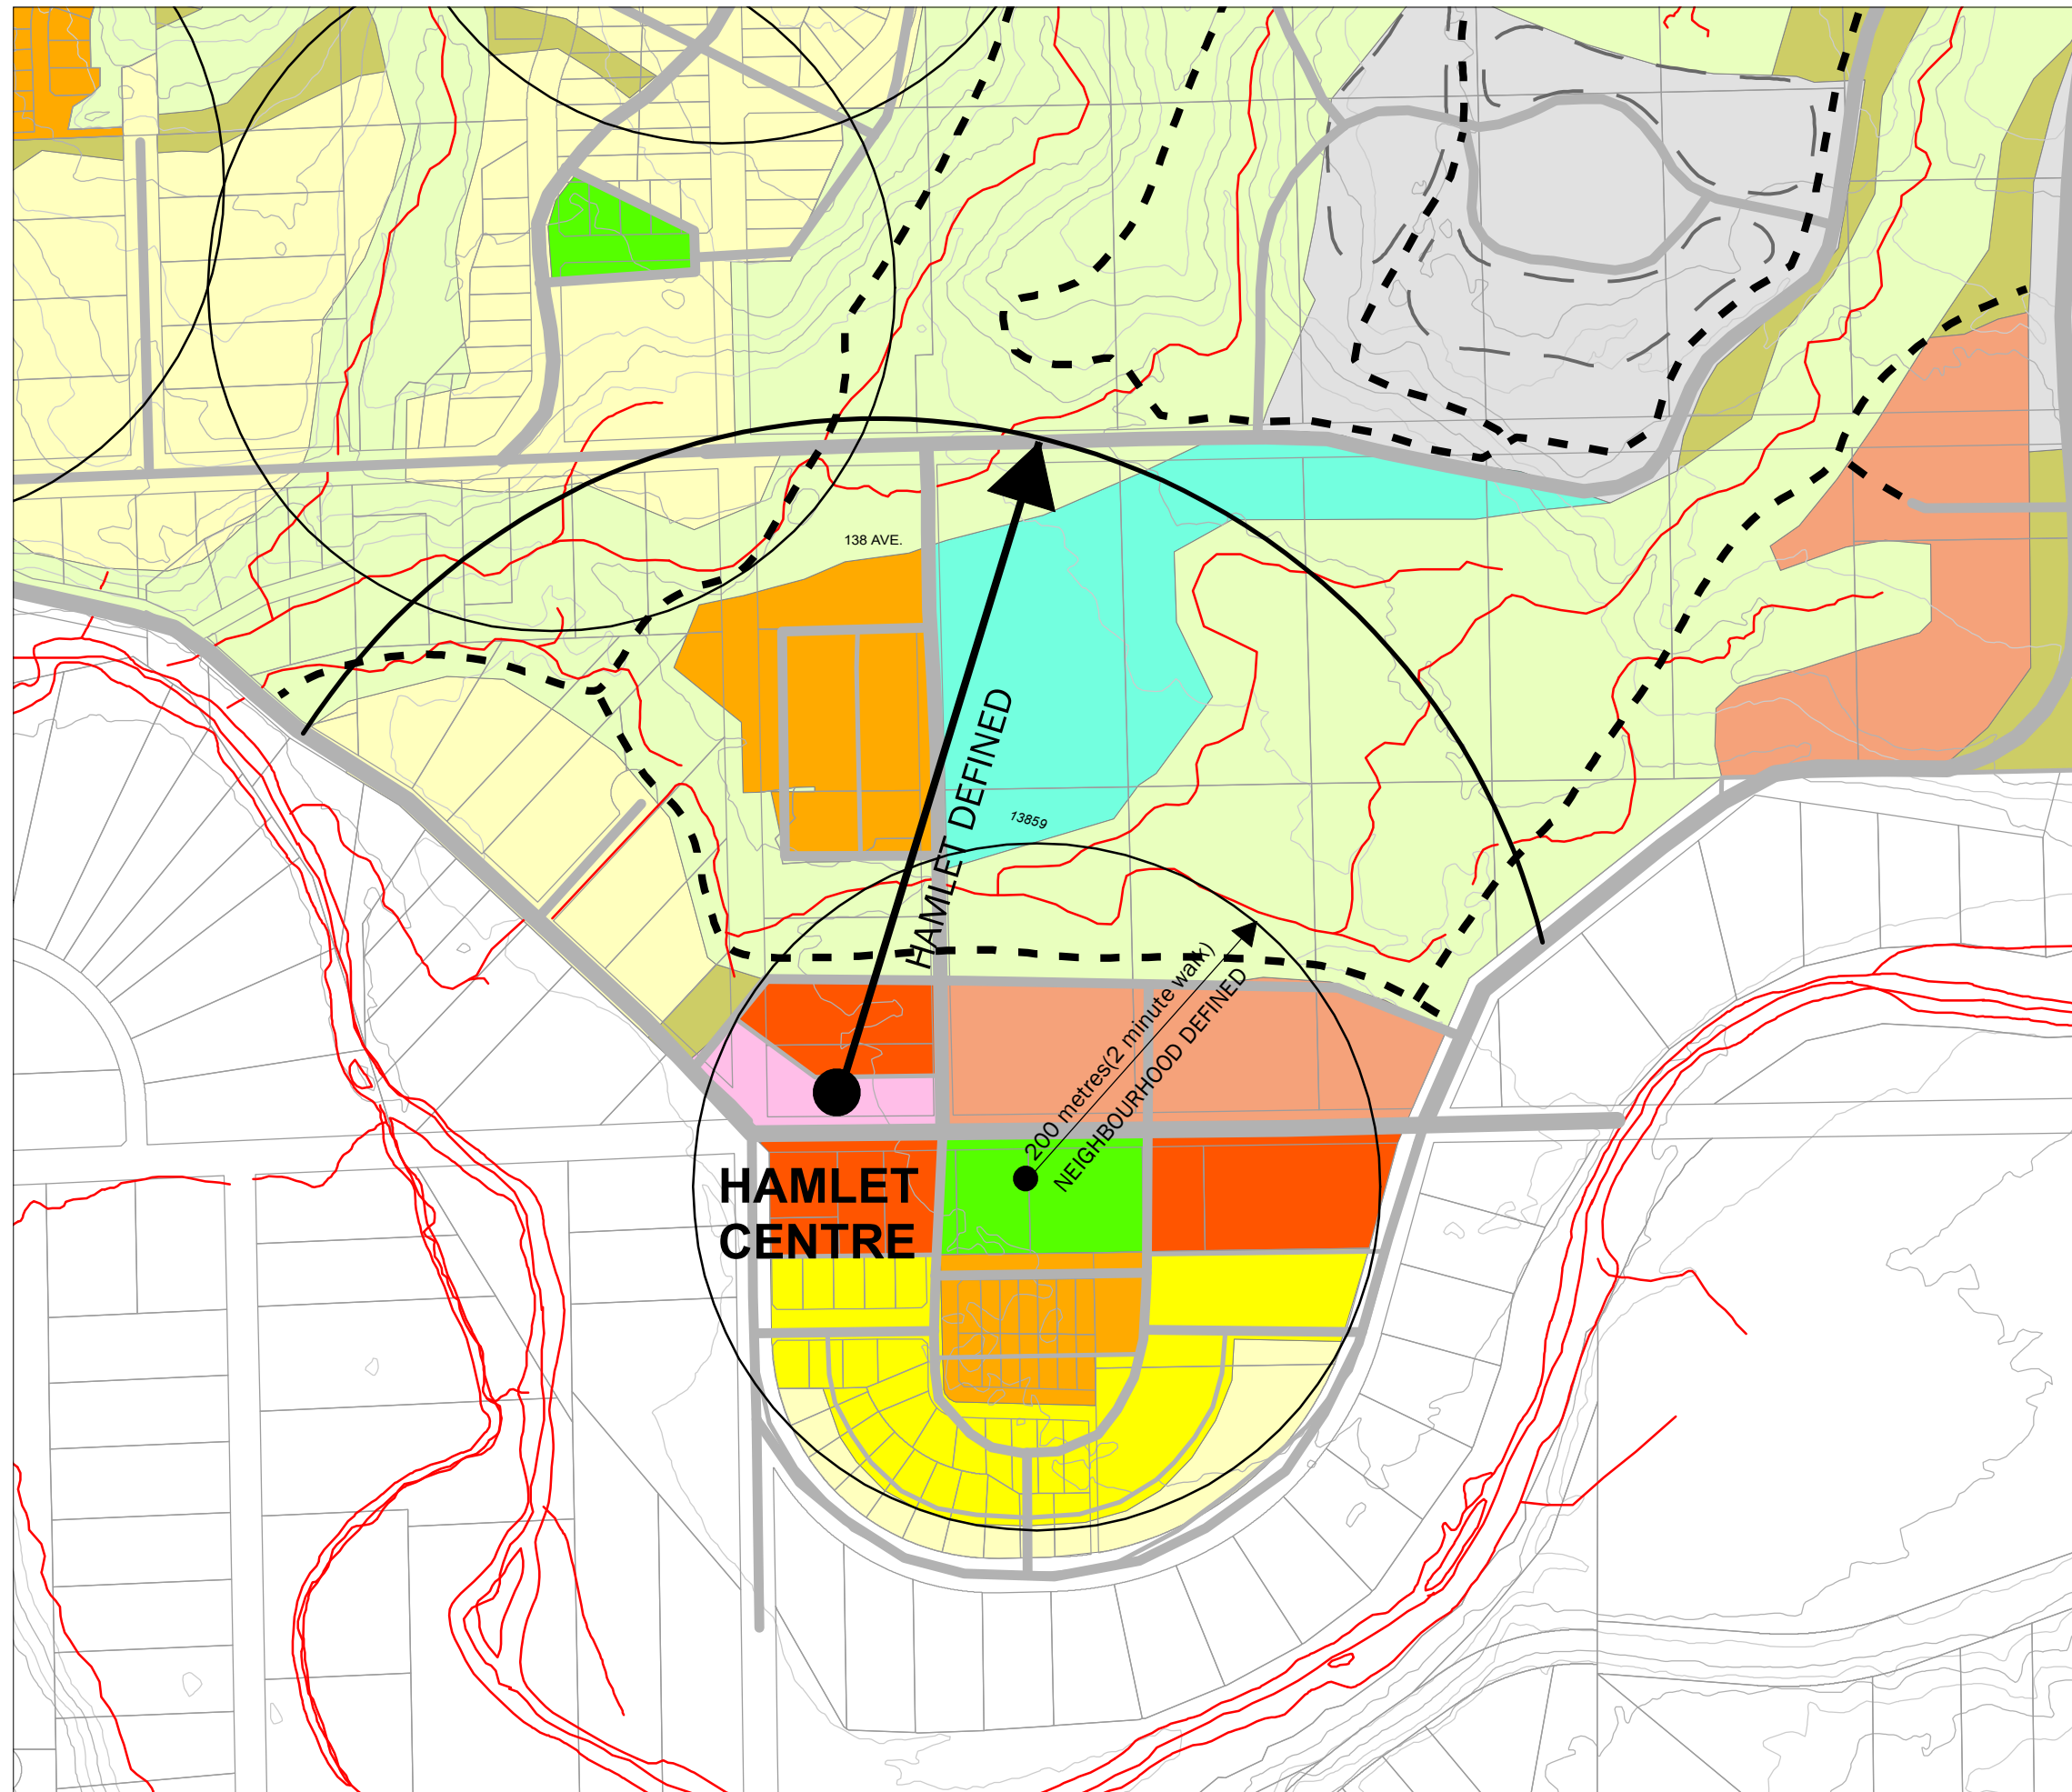 138 AVE.
HAMLET DEFINED
13859
200 metres(2 minute walk)
NEIGHBOURHOOD DEFINED
HAMLET
CENTRE